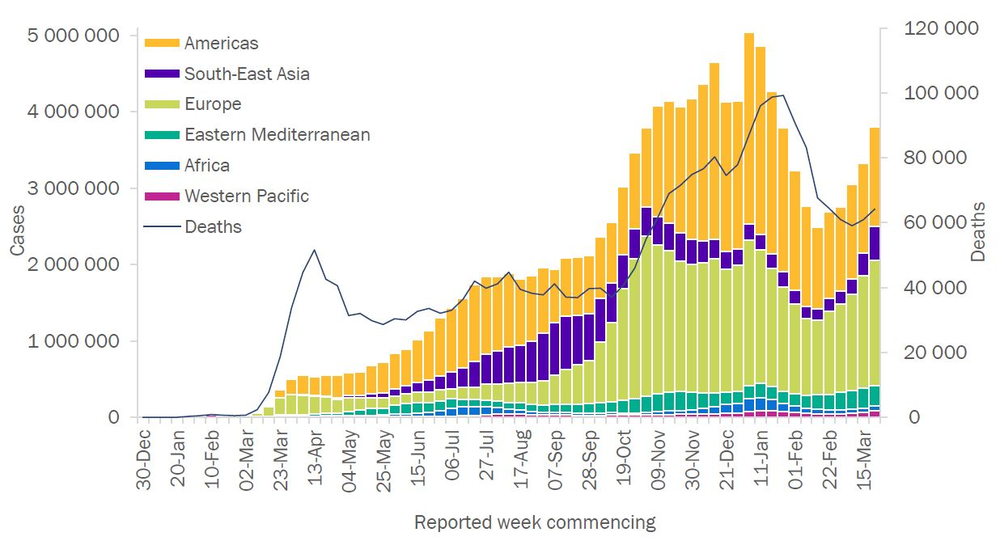 5 000 000
4 000 000
3 000 000
2 000 000
1 000 000
0
Cases
Americas
South-East Asia
Europe
Eastern Mediterranean
Africa
Western Pacific
Deaths
120 000
100 000
80 000
60 000
40 000
20 000
0
Deaths
30-Dec
20-Jan
10-Feb
02-Mar
23-Mar
13-Apr
04-May
25-May
15-Jun
06-Jul
27-Jul
17-Aug
07-Sep
28-Sep
19-Oct
09-Nov
30-Nov
21-Dec
11-Jan
01-Feb
22-Feb
15-Mar
Reported week commencing